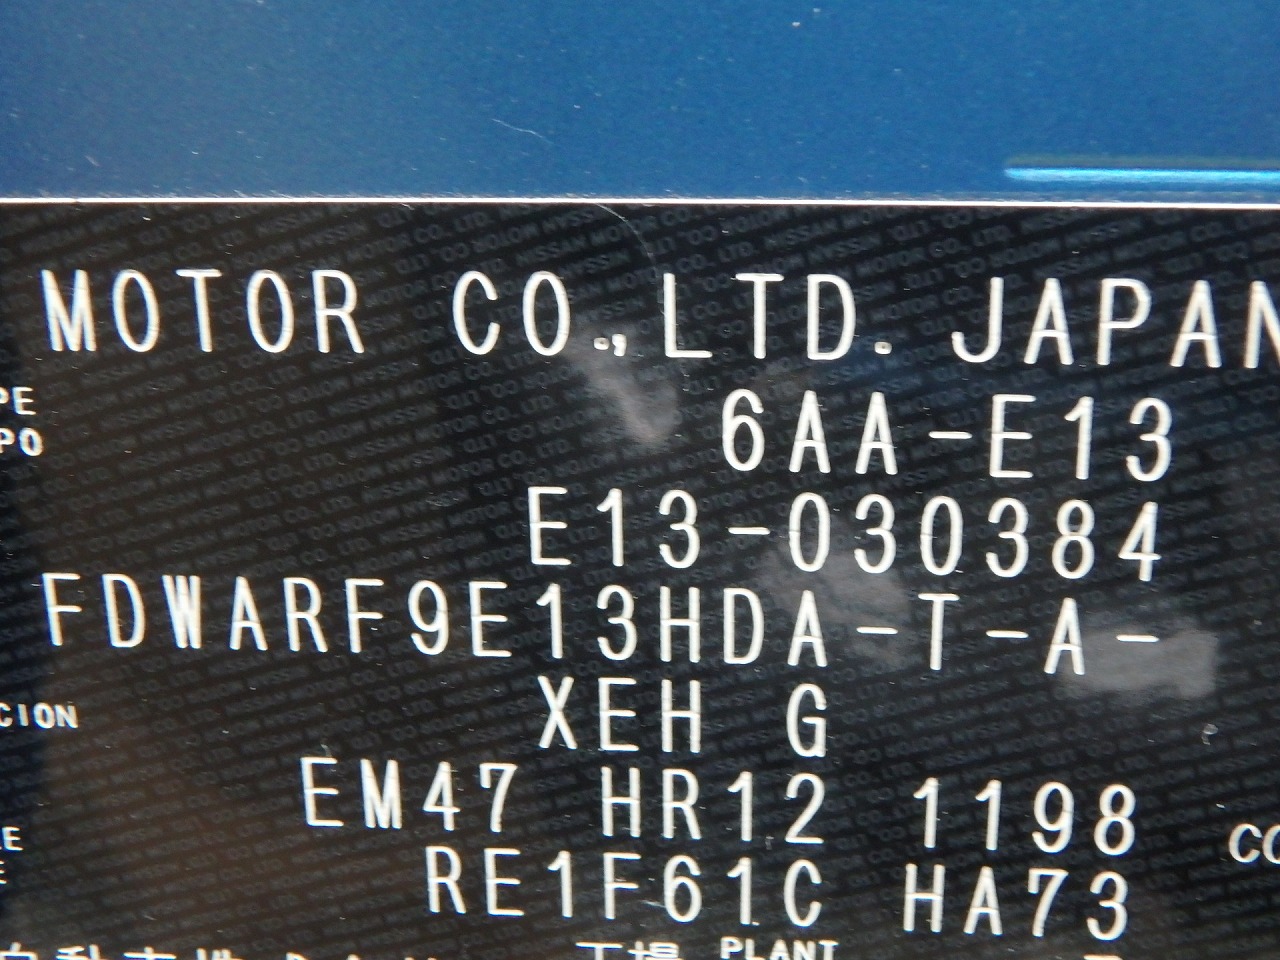 MOTOR CO.,LTD. JAPAN
PE
PO
6AA-E13
E13-030384
FDWARF9E13HDA-T-A-
CION
XEH G
EM47 HR12 1198
RE1F61C HA73
CO
PLANT